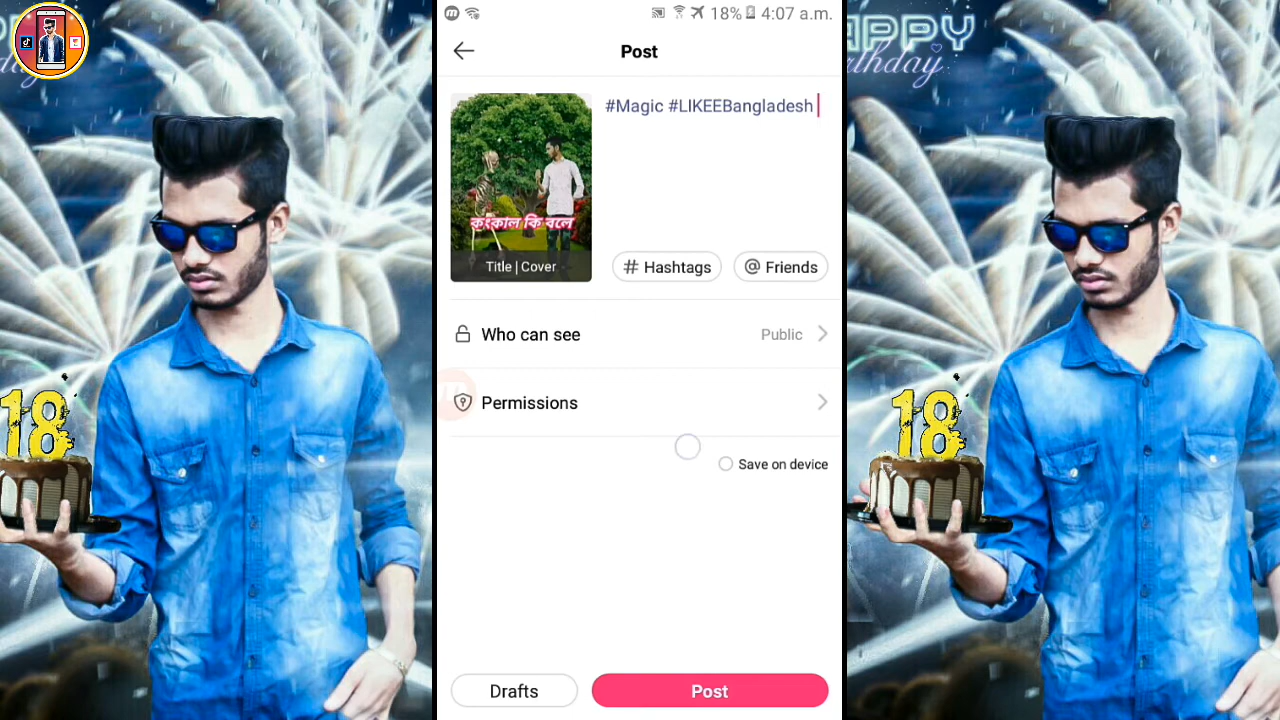 18% 4:07 a.m.
Post
#Magic #LIKEEBangladesh
কংকাল কি বলে
Title | Cover
# Hashtags
@ Friends
Who can see
Public
Permissions
Save on device
Drafts
Post
18
18
APPY
rthday